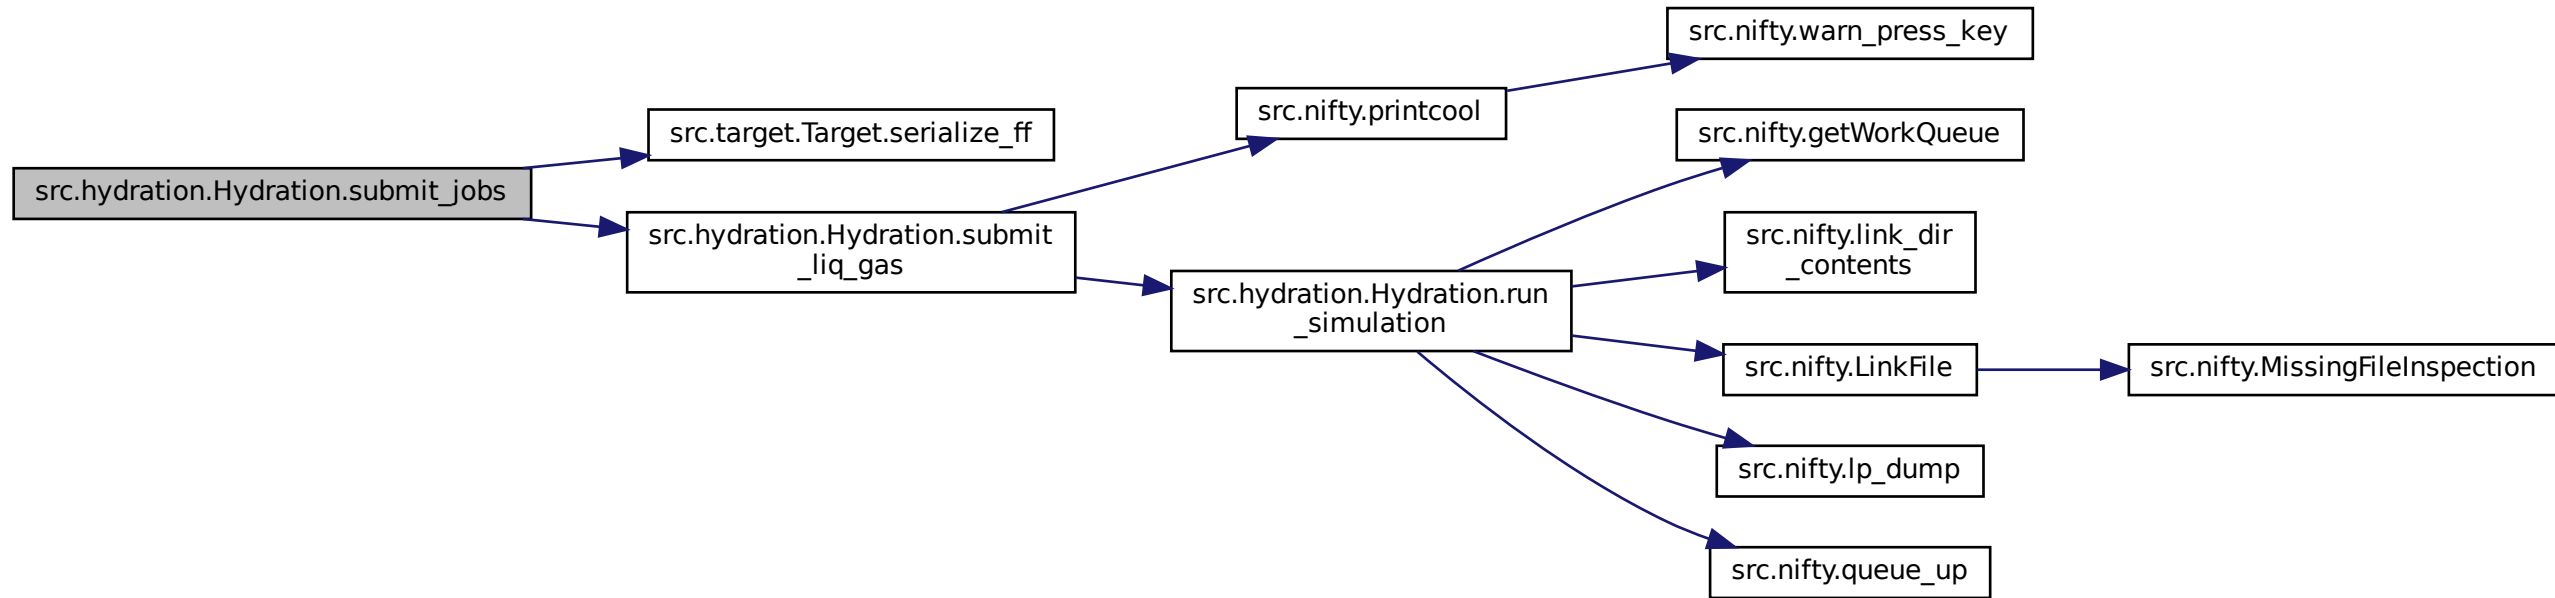 src.hydration.Hydration.submit_jobs
src.target.Target.serialize_ff
src.hydration.Hydration.submit
_liq_gas
src.nifty.printcool
src.hydration.Hydration.run
_simulation
src.nifty.warn_press_key
src.nifty.getWorkQueue
src.nifty.link_dir
_contents
src.nifty.LinkFile
src.nifty.lp_dump
src.nifty.queue_up
src.nifty.MissingFileInspection